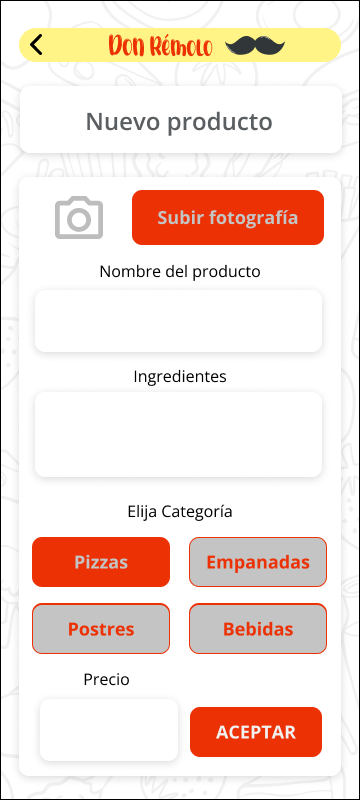 Don Rémolo
Nuevo producto
Subir fotografía
Nombre del producto
Ingredientes
Elija Categoría
Pizzas
Empanadas
Postres
Bebidas
Precio
ACEPTAR